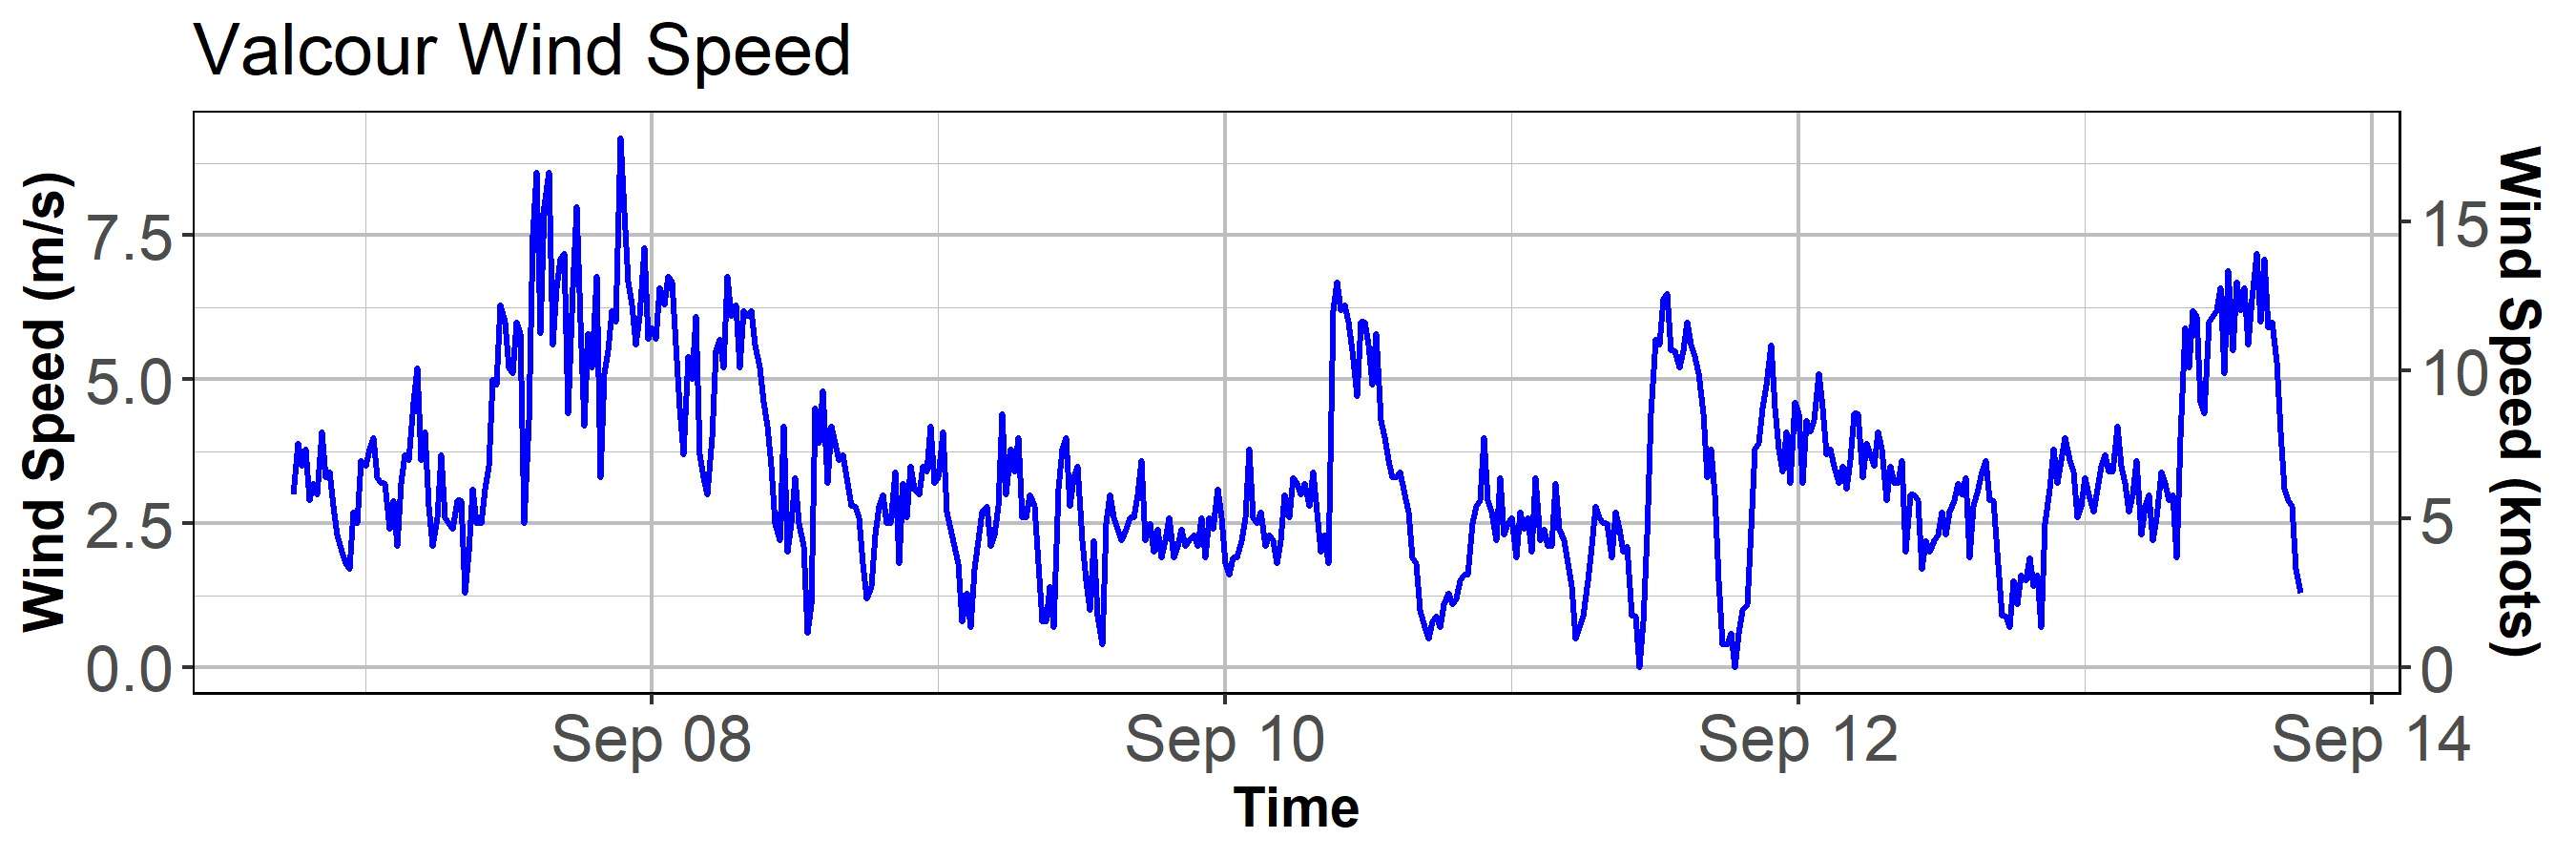 Valcour Wind Speed
Wind Speed (m/s)
7.5
5.0
2.5
0.0
15
10
5
0
Wind Speed (knots)
Sep 08
Sep 10
Sep 12
Sep 14
Time